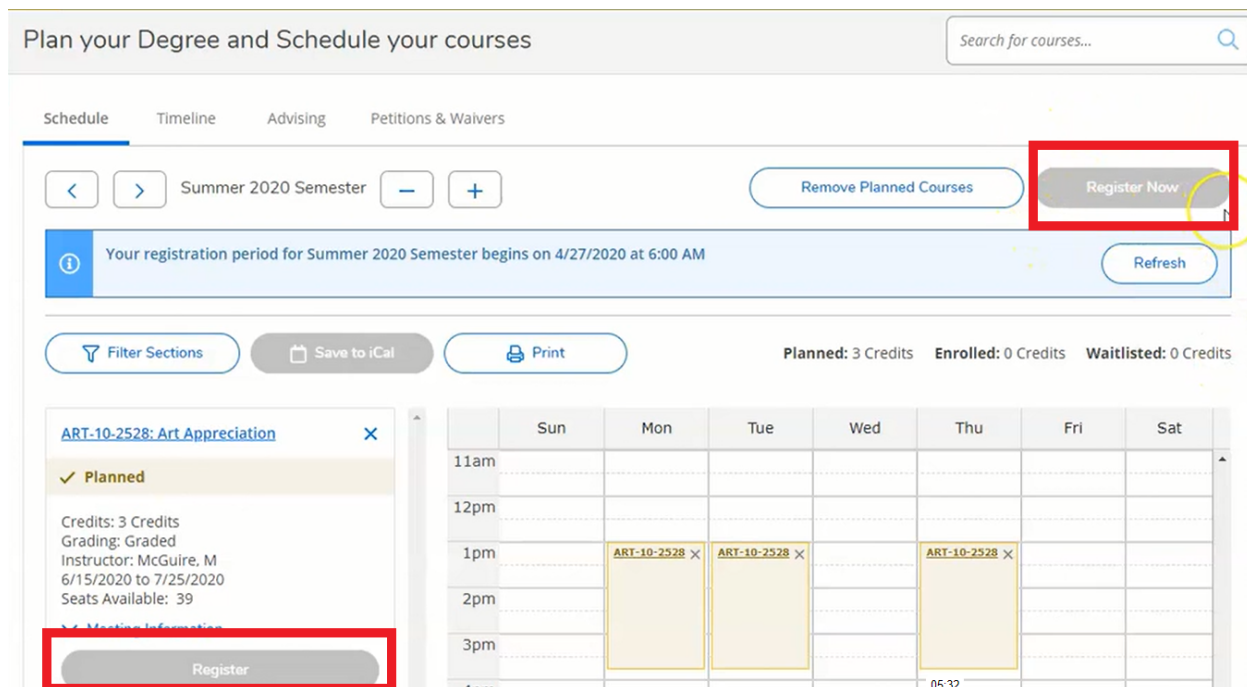 Plan your Degree and Schedule your courses
Search for courses...
Schedule Timeline Advising Petitions & Waivers
Summer 2020 Semester
Remove Planned Courses
Register Now
Your registration period for Summer 2020 Semester begins on 4/27/2020 at 6:00 AM
Refresh
Filter Sections
Save to iCal
Print
Planned: 3 Credits Enrolled: 0 Credits Waitlisted: 0 Credits
ART-10-2528: Art Appreciation
Planned
Credits: 3 Credits
Grading: Graded
Instructor: McGuire, M
6/15/2020 to 7/25/2020
Seats Available: 39
Meeting Information
Register
Sun Mon Tue Wed Thu Fri Sat
11am
12pm
1pm ART-10-2528 ART-10-2528 ART-10-2528
2pm
3pm
05:32